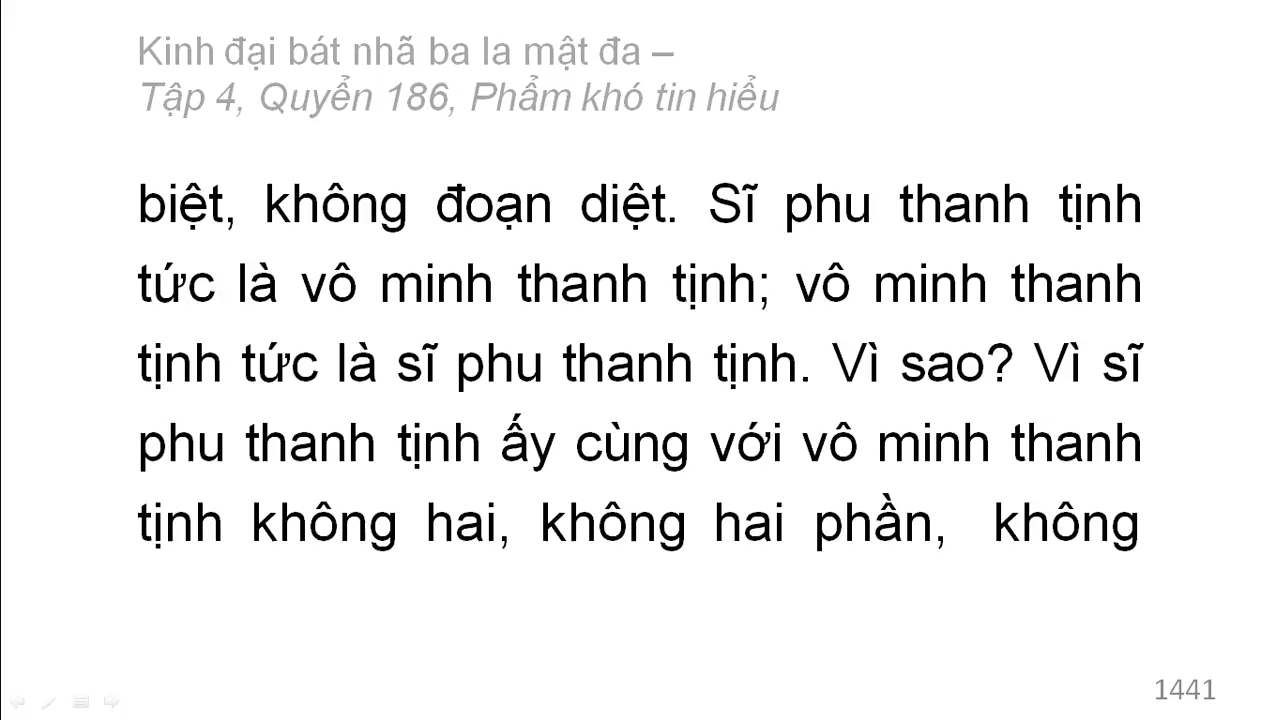 Kinh đại bát nhã ba la mật đa –
Tập 4, Quyển 186, Phẩm khó tin hiểu
biệt, không đoạn diệt. Sĩ phu thanh tịnh
tức là vô minh thanh tịnh; vô minh thanh
tịnh tức là sĩ phu thanh tịnh. Vì sao? Vì sĩ
phu thanh tịnh ấy cùng với vô minh thanh
tịnh không hai, không hai phần, không
1441